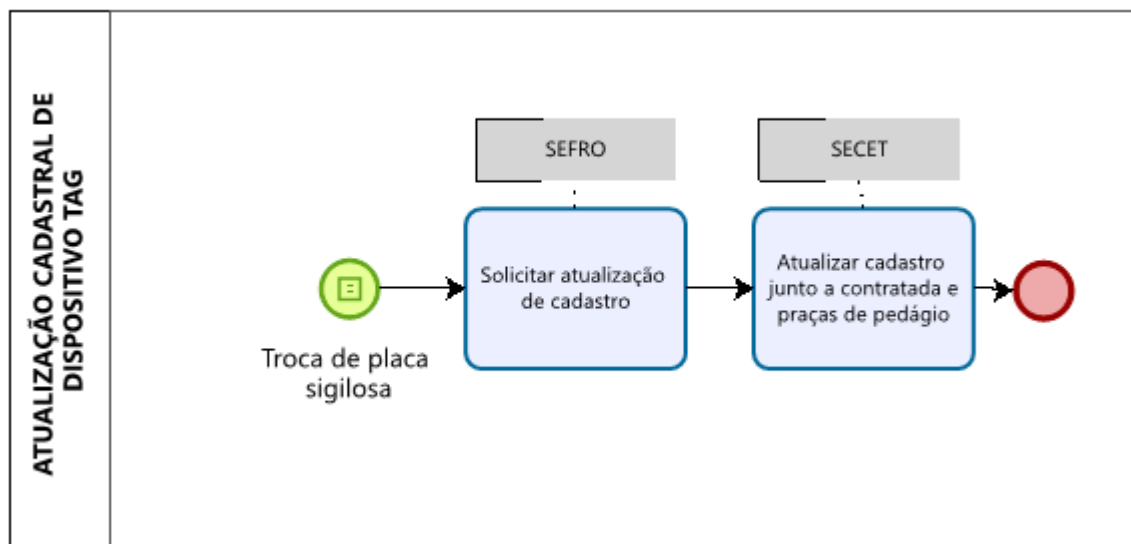 ATUALIZAÇÃO CADASTRAL DE
DISPOSITIVO TAG
SEFRO
SECET
Solicitar atualização
de cadastro
Atualizar cadastro
junto a contratada e
praças de pedágio
Troca de placa
sigilosa